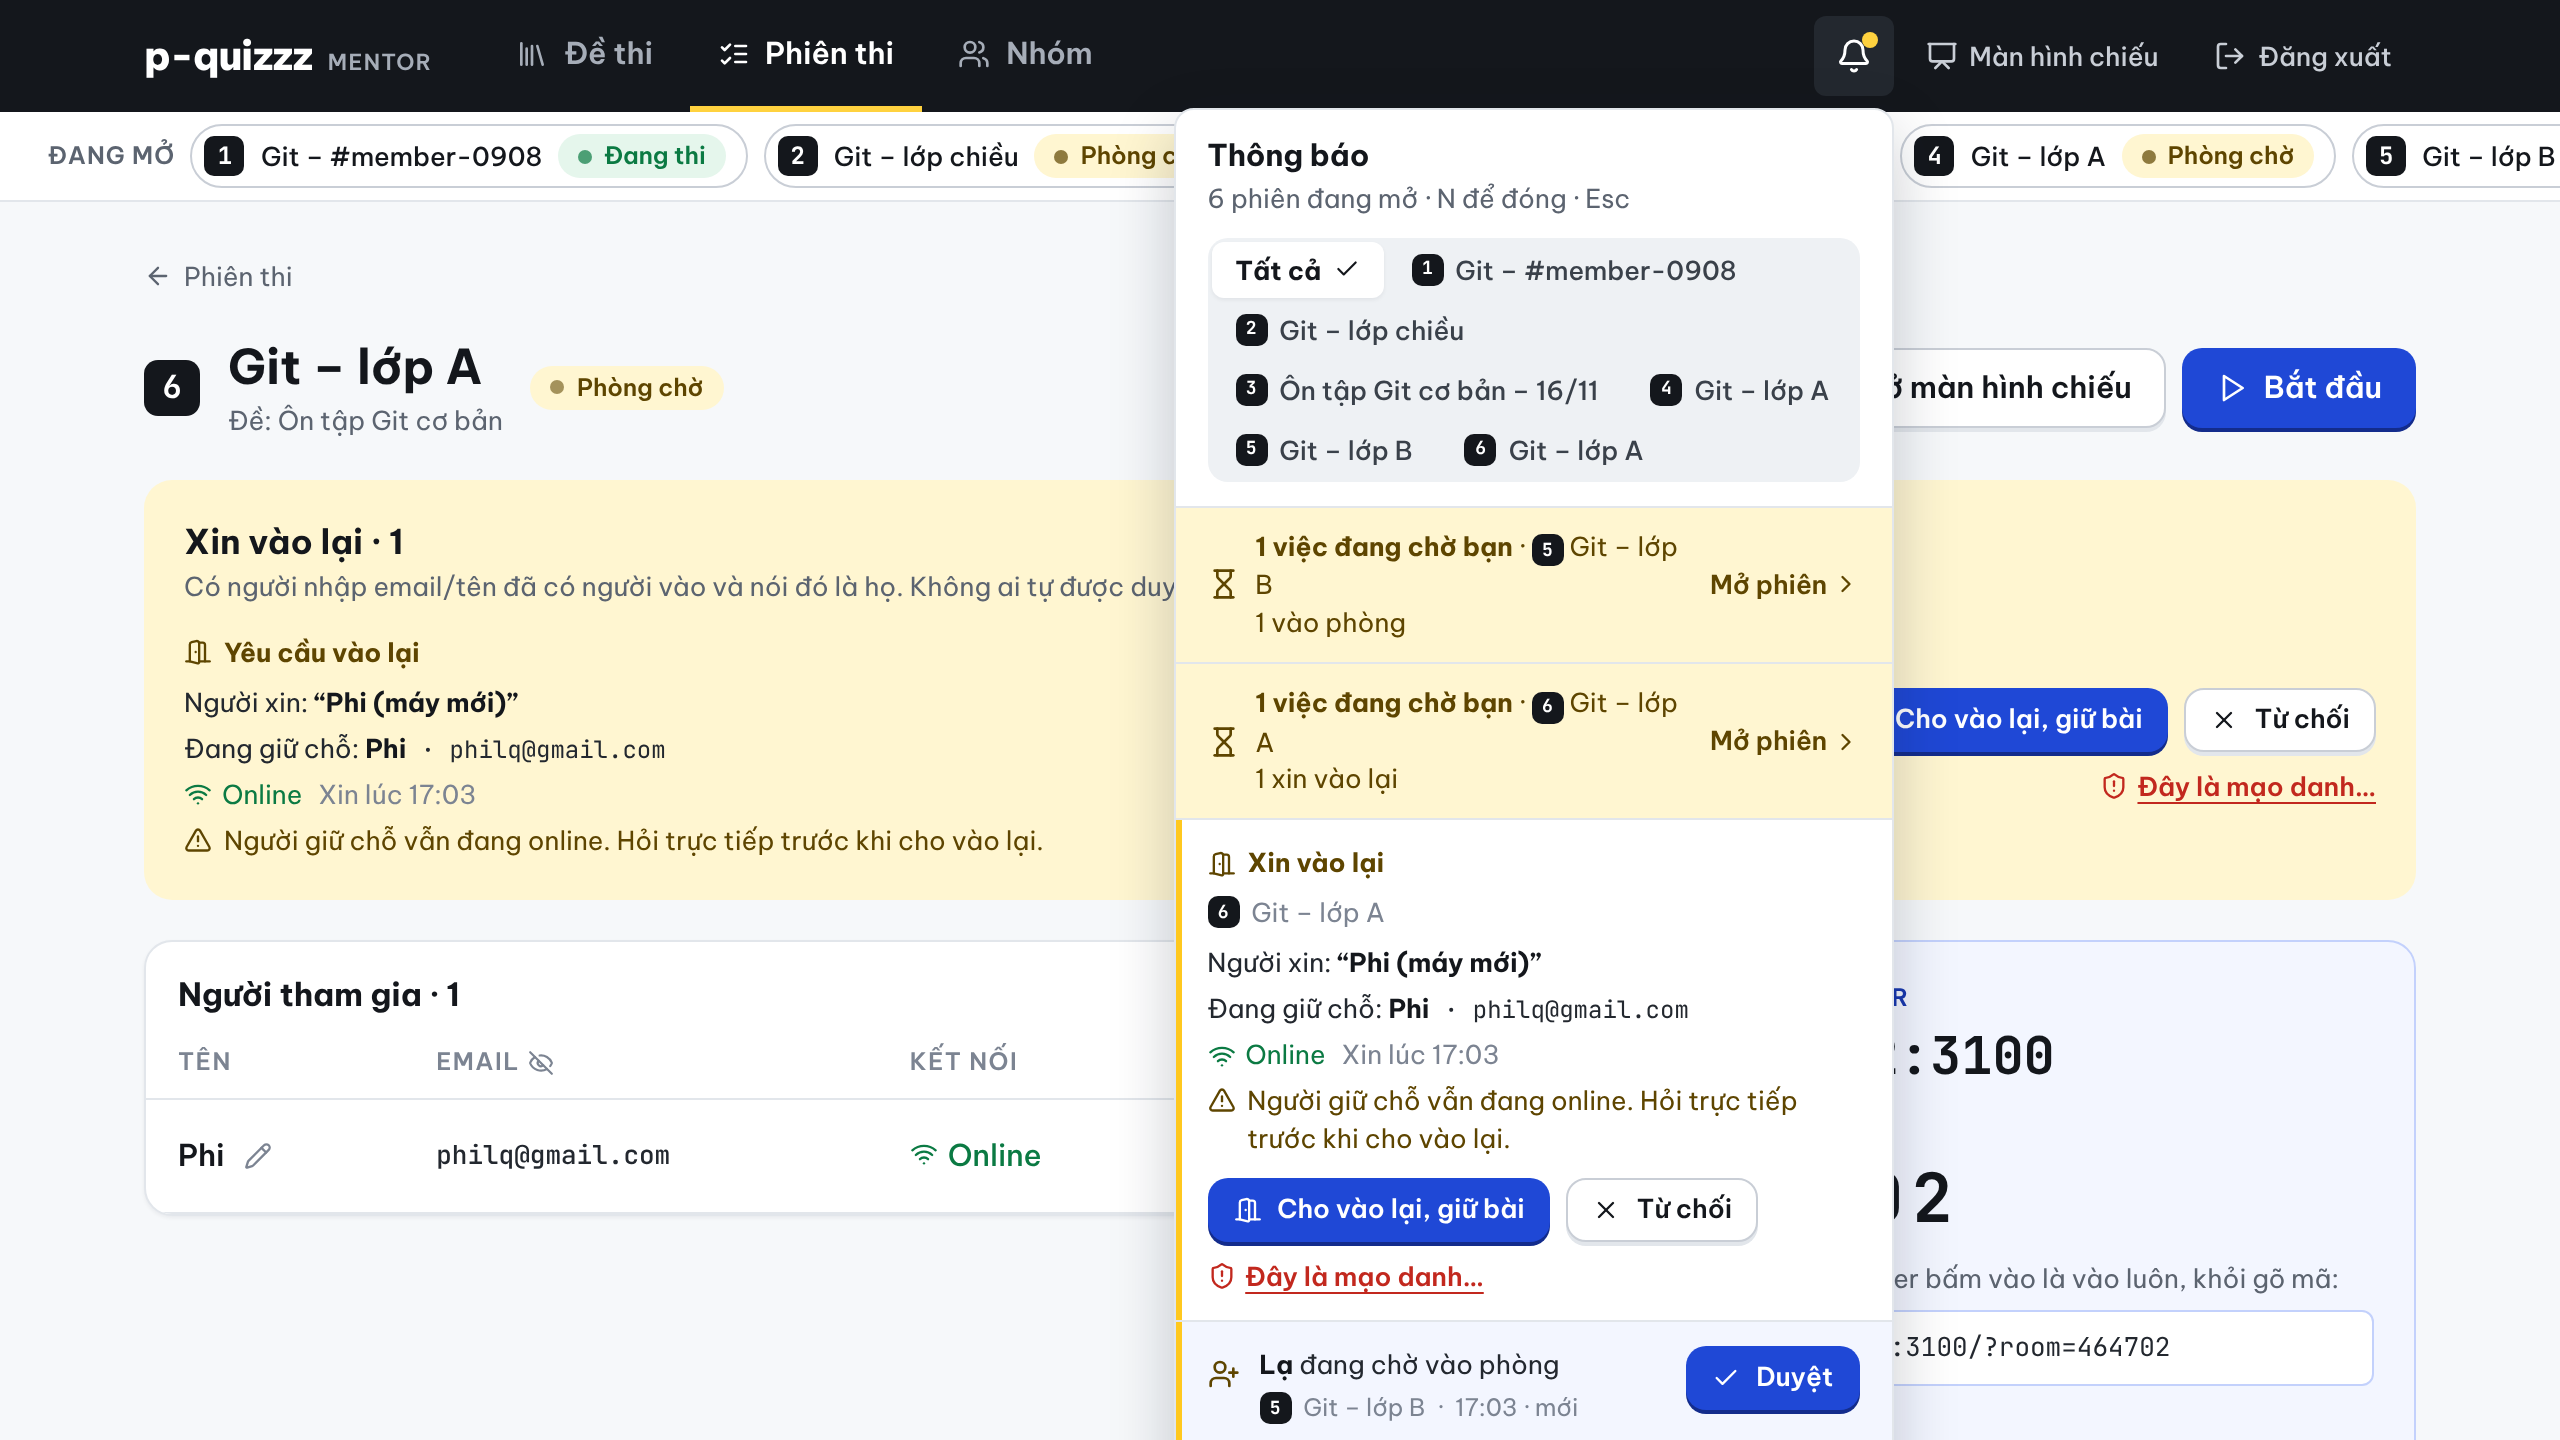 p-quizzz MENTOR
Đề thi
Phiên thi
Nhóm
Màn hình chiếu
Đăng xuất
ĐANG MỞ
1 Git – #member-0908 Đang thi
2 Git – lớp chiều Phòng c
4 Git – lớp A Phòng chờ
5 Git – lớp B
Phiên thi
6 Git – lớp A Phòng chờ
Đề: Ôn tập Git cơ bản
màn hình chiếu
Bắt đầu
Xin vào lại · 1
Có người nhập email/tên đã có người vào và nói đó là họ. Không ai tự được duy
Yêu cầu vào lại
Người xin: “Phi (máy mới)”
Đang giữ chỗ: Phi · philq@gmail.com
Online Xin lúc 17:03
Người giữ chỗ vẫn đang online. Hỏi trực tiếp trước khi cho vào lại.
Cho vào lại, giữ bài
Từ chối
Đây là mạo danh...
Người tham gia · 1
TÊN EMAIL KẾT NỐI
Phi philq@gmail.com Online
R
:3100
2
er bấm vào là vào luôn, khỏi gõ mã:
:3100/?room=464702
Thông báo
6 phiên đang mở · N để đóng · Esc
Tất cả
1 Git – #member-0908
2 Git – lớp chiều
3 Ôn tập Git cơ bản – 16/11
4 Git – lớp A
5 Git – lớp B
6 Git – lớp A
1 việc đang chờ bạn · 5 Git – lớp
B
1 vào phòng
Mở phiên
1 việc đang chờ bạn · 6 Git – lớp
A
1 xin vào lại
Mở phiên
Xin vào lại
6 Git – lớp A
Người xin: “Phi (máy mới)”
Đang giữ chỗ: Phi · philq@gmail.com
Online Xin lúc 17:03
Người giữ chỗ vẫn đang online. Hỏi trực tiếp
trước khi cho vào lại.
Cho vào lại, giữ bài
Từ chối
Đây là mạo danh...
Lạ đang chờ vào phòng
5 Git – lớp B · 17:03 · mới
Duyệt